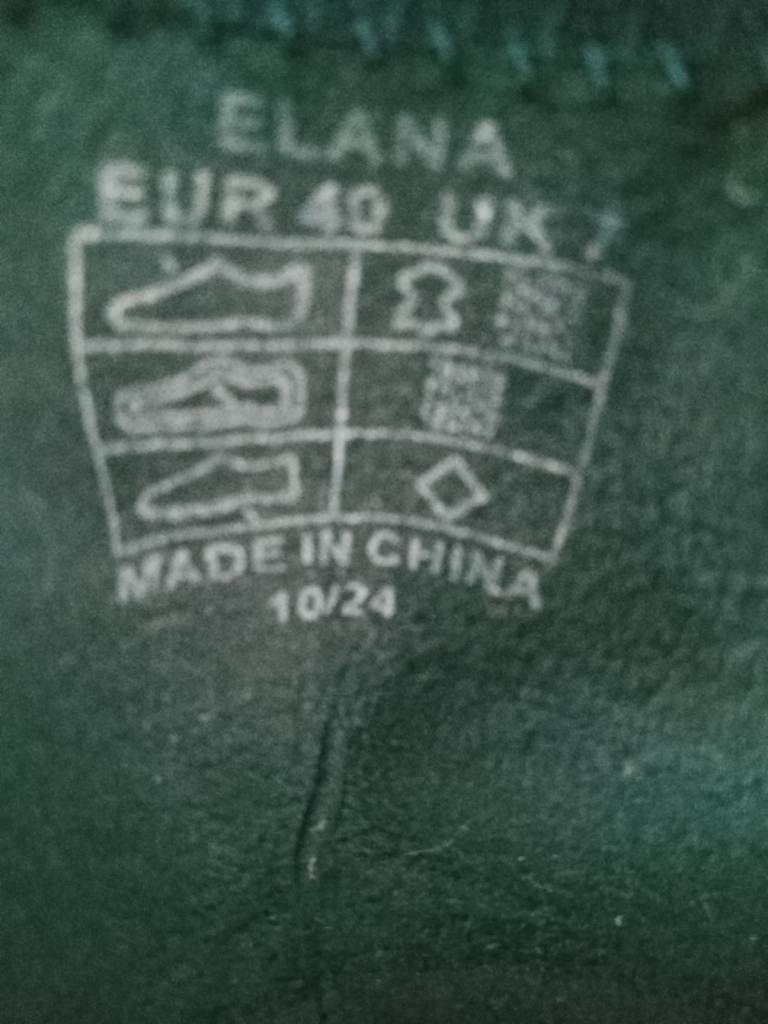 ELANA
EUR 40 UK 7
MADE IN CHINA
10/24